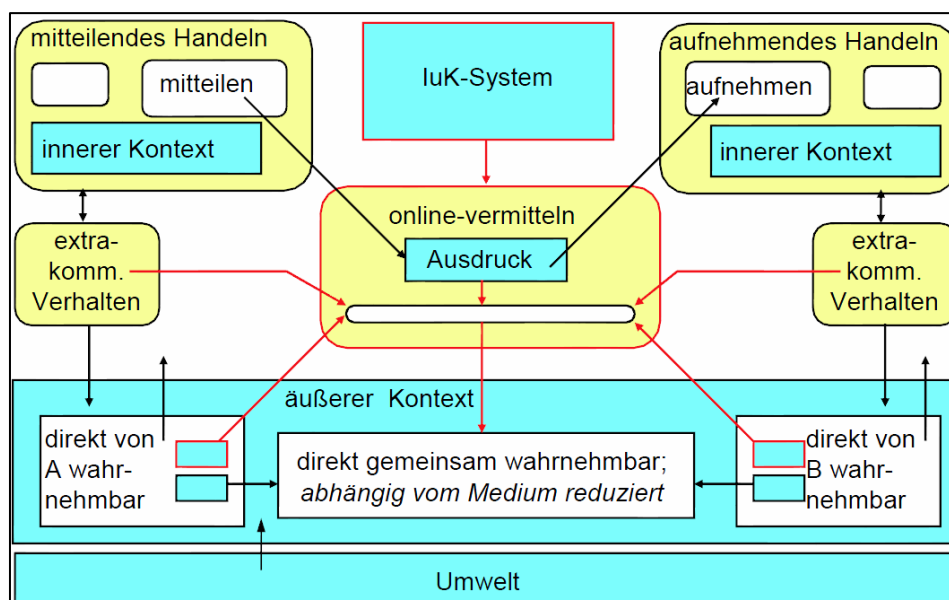 mitteilendes Handeln
mitteilen
innerer Kontext
extra-
komm.
Verhalten
IuK-System
online-vermitteln
Ausdruck
aufnehmendes Handeln
aufnehmen
innerer Kontext
extra-
komm.
Verhalten
äußerer Kontext
direkt von
A wahr-
nehmbar
direkt gemeinsam wahrnehmbar;
abhängig vom Medium reduziert
direkt von
B wahr-
nehmbar
Umwelt